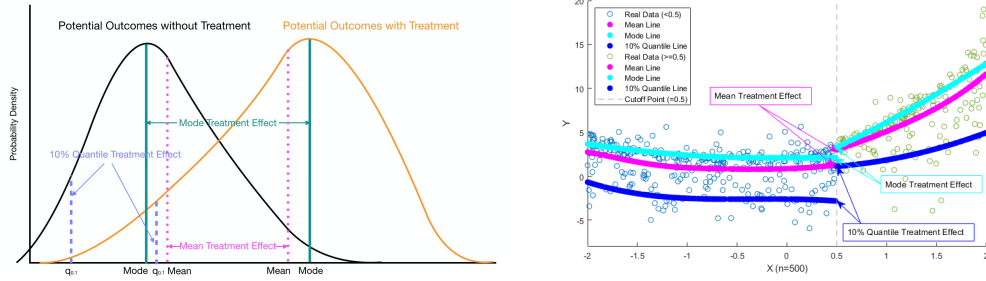 Potential Outcomes without Treatment
Potential Outcomes with Treatment
Probability Density
Mode Treatment Effect
10% Quantile Treatment Effect
Mean Treatment Effect
q₀.₁
Mode
q₀.₁
Mean
Mean
Mode
20
15
10
5
0
-5
Y
Real Data (<0.5)
Mean Line
Mode Line
10% Quantile Line
Real Data (>=0.5)
Mean Line
Mode Line
10% Quantile Line
Cutoff Point (=0.5)
Mean Treatment Effect
Mode Treatment Effect
10% Quantile Treatment Effect
-2
-1.5
-1
-0.5
0
0.5
1
1.5
2
X (n=500)